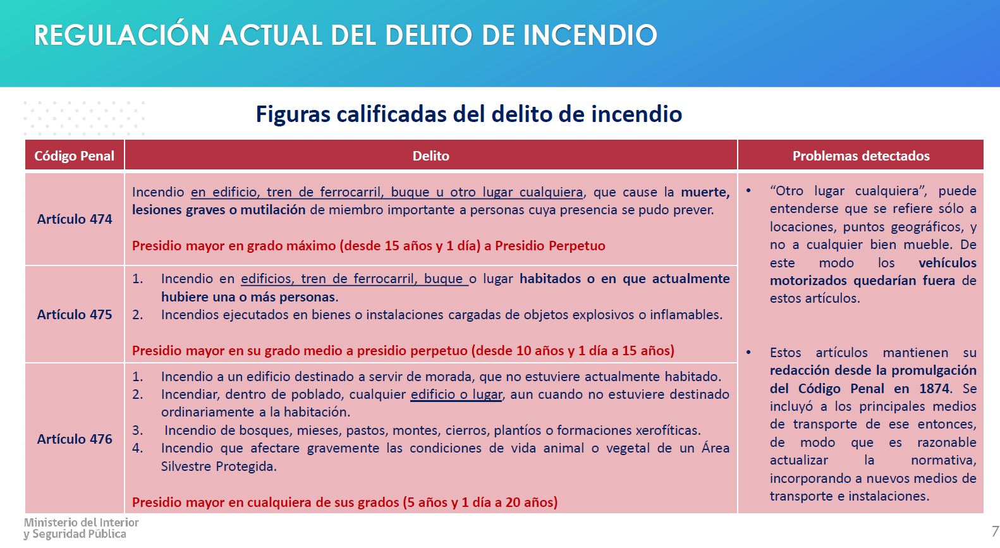 REGULACIÓN ACTUAL DEL DELITO DE INCENDIO
Figuras calificadas del delito de incendio
Código Penal
Delito
Problemas detectados
Artículo 474
Incendio en edificio, tren de ferrocarril, buque u otro lugar cualquiera, que cause la muerte,
lesiones graves o mutilación de miembro importante a personas cuya presencia se pudo prever.
Presidio mayor en grado máximo (desde 15 años y 1 día) a Presidio Perpetuo
Artículo 475
1. Incendio en edificios, tren de ferrocarril, buque o lugar habitados o en que actualmente
hubiere una o más personas.
2. Incendios ejecutados en bienes o instalaciones cargadas de objetos explosivos o inflamables.
Presidio mayor en su grado medio a presidio perpetuo (desde 10 años y 1 día a 15 años)
Artículo 476
1. Incendio a un edificio destinado a servir de morada, que no estuviere actualmente habitado.
2. Incendiar, dentro de poblado, cualquier edificio o lugar, aun cuando no estuviere destinado
ordinariamente a la habitación.
3. Incendio de bosques, mieses, pastos, montes, cierros, plantíos o formaciones xerofíticas.
4. Incendio que afectare gravemente las condiciones de vida animal o vegetal de un Área
Silvestre Protegida.
Presidio mayor en cualquiera de sus grados (5 años y 1 día a 20 años)
• “Otro lugar cualquiera”, puede
entenderse que se refiere sólo a
locaciones, puntos geográficos, y
no a cualquier bien mueble. De
este modo los vehículos
motorizados quedarían fuera de
estos artículos.
• Estos artículos mantienen su
redacción desde la promulgación
del Código Penal en 1874. Se
incluyó a los principales medios
de transporte de ese entonces,
de modo que es razonable
actualizar la normativa,
incorporando a nuevos medios de
transporte e instalaciones.
Ministerio del Interior
y Seguridad Pública
7